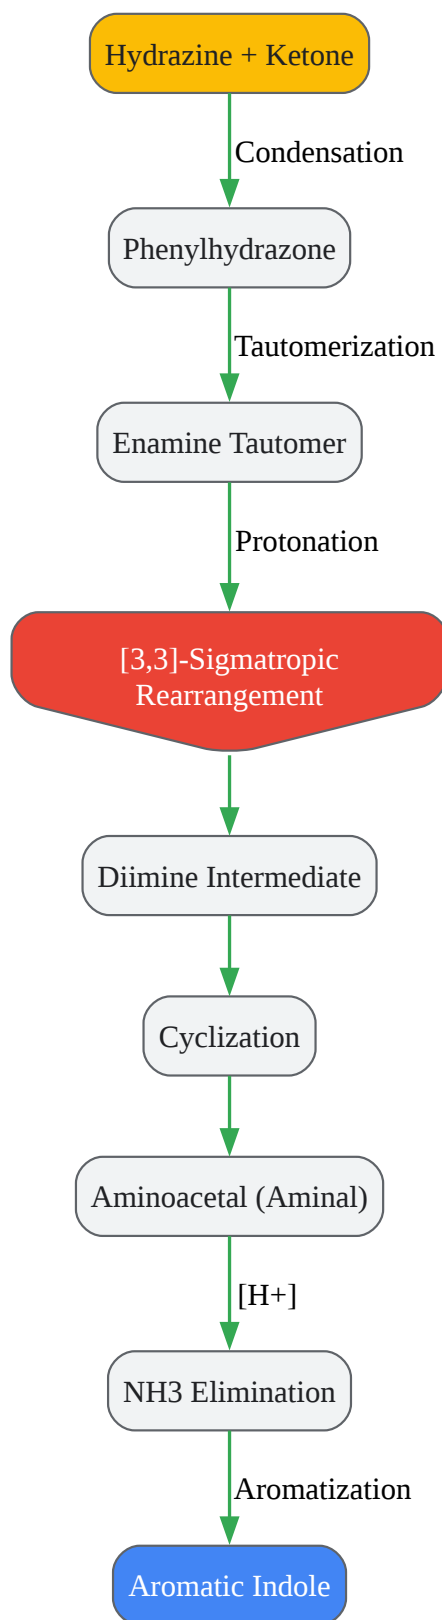 Hydrazine + Ketone
Condensation
Phenylhydrazone
Tautomerization
Enamine Tautomer
Protonation
[3,3]-Sigmatropic
Rearrangement
Diimine Intermediate
Cyclization
Aminoacetal (Aminal)
[H+]
NH3 Elimination
Aromatization
Aromatic Indole